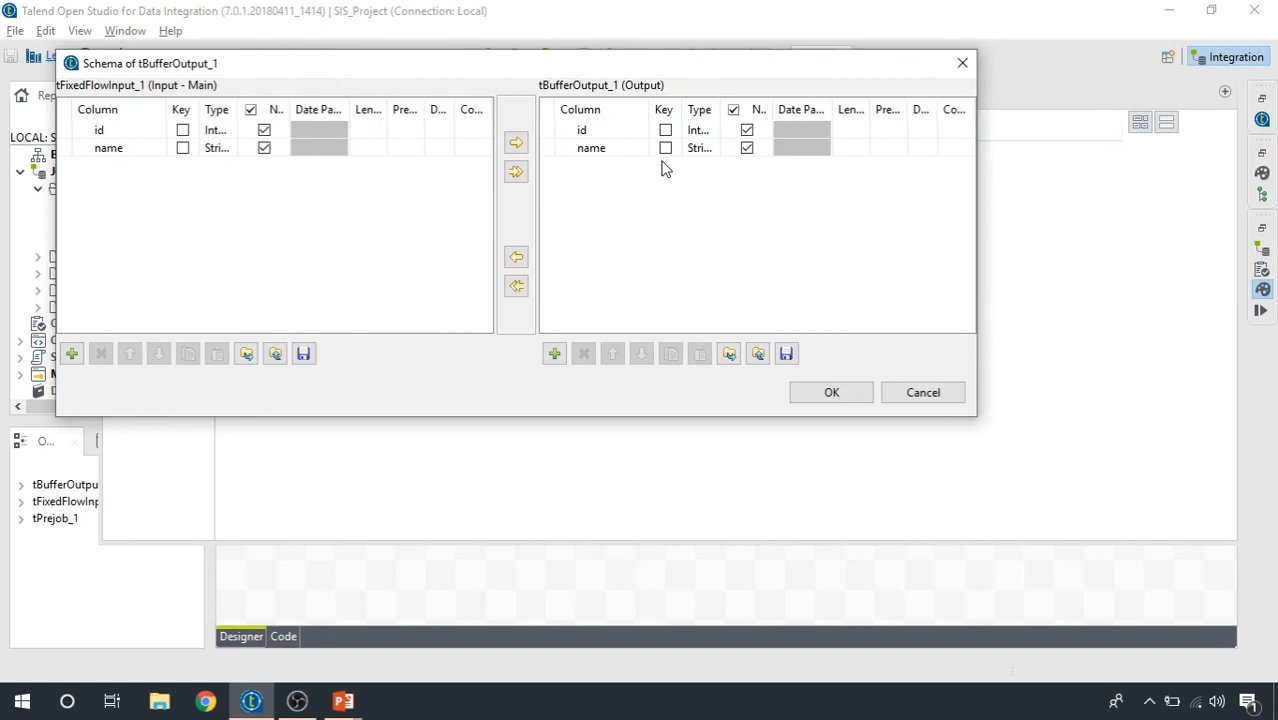 Talend Open Studio for Data Integration (7.0.1.20180411_1414) | SIS_Project (Connection: Local)
File Edit View Window Help
Le
Integration
Schema of tBufferOutput_1
tFixedFlowInput_1 (Input - Main)
tBufferOutput_1 (Output)
Column Key Type N... Date Pa... Len... Pre... D... Co...
id Int...
name Stri...
Column Key Type N.. Date Pa... Len... Pre... D... Co...
id Int...
name Stri...
OK Cancel
Rep
LOCAL: S
J
O...
tBufferOutpu
tFixedFlowInp
tPrejob_1
Designer Code
1